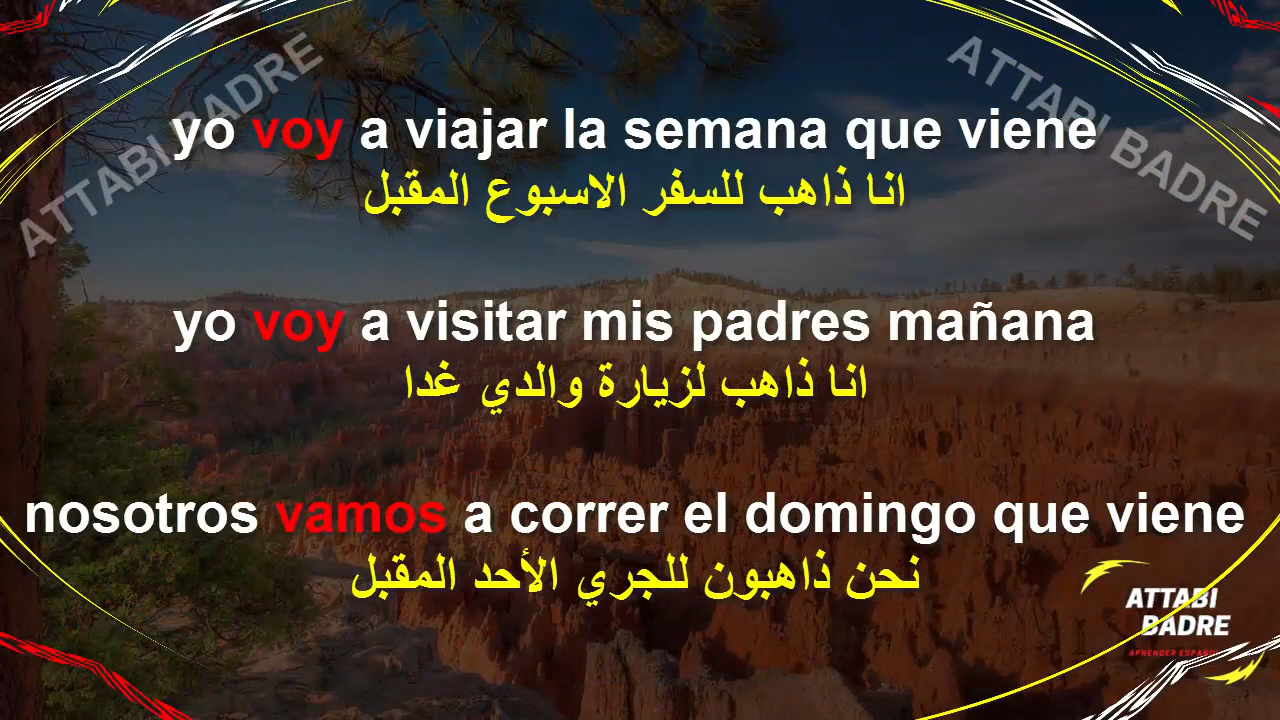 ATTABI BADRE
ATTABI BADRE
yo voy a viajar la semana que viene
انا ذاهب للسفر الاسبوع المقبل
yo voy a visitar mis padres mañana
انا ذاهب لزيارة والدي غدا
nosotros vamos a correr el domingo que viene
نحن ذاهبون للجري الأحد المقبل
ATTABI
BADRE
APRENDER ESPAÑOL